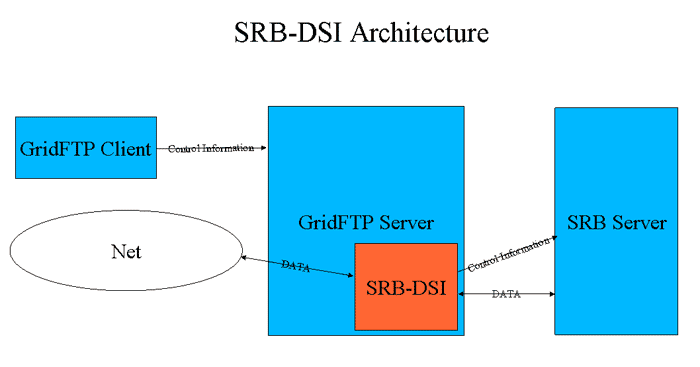 SRB-DSI Architecture
GridFTP Client
Control Information
GridFTP Server
SRB Server
Net
DATA
SRB-DSI
Control Information
DATA